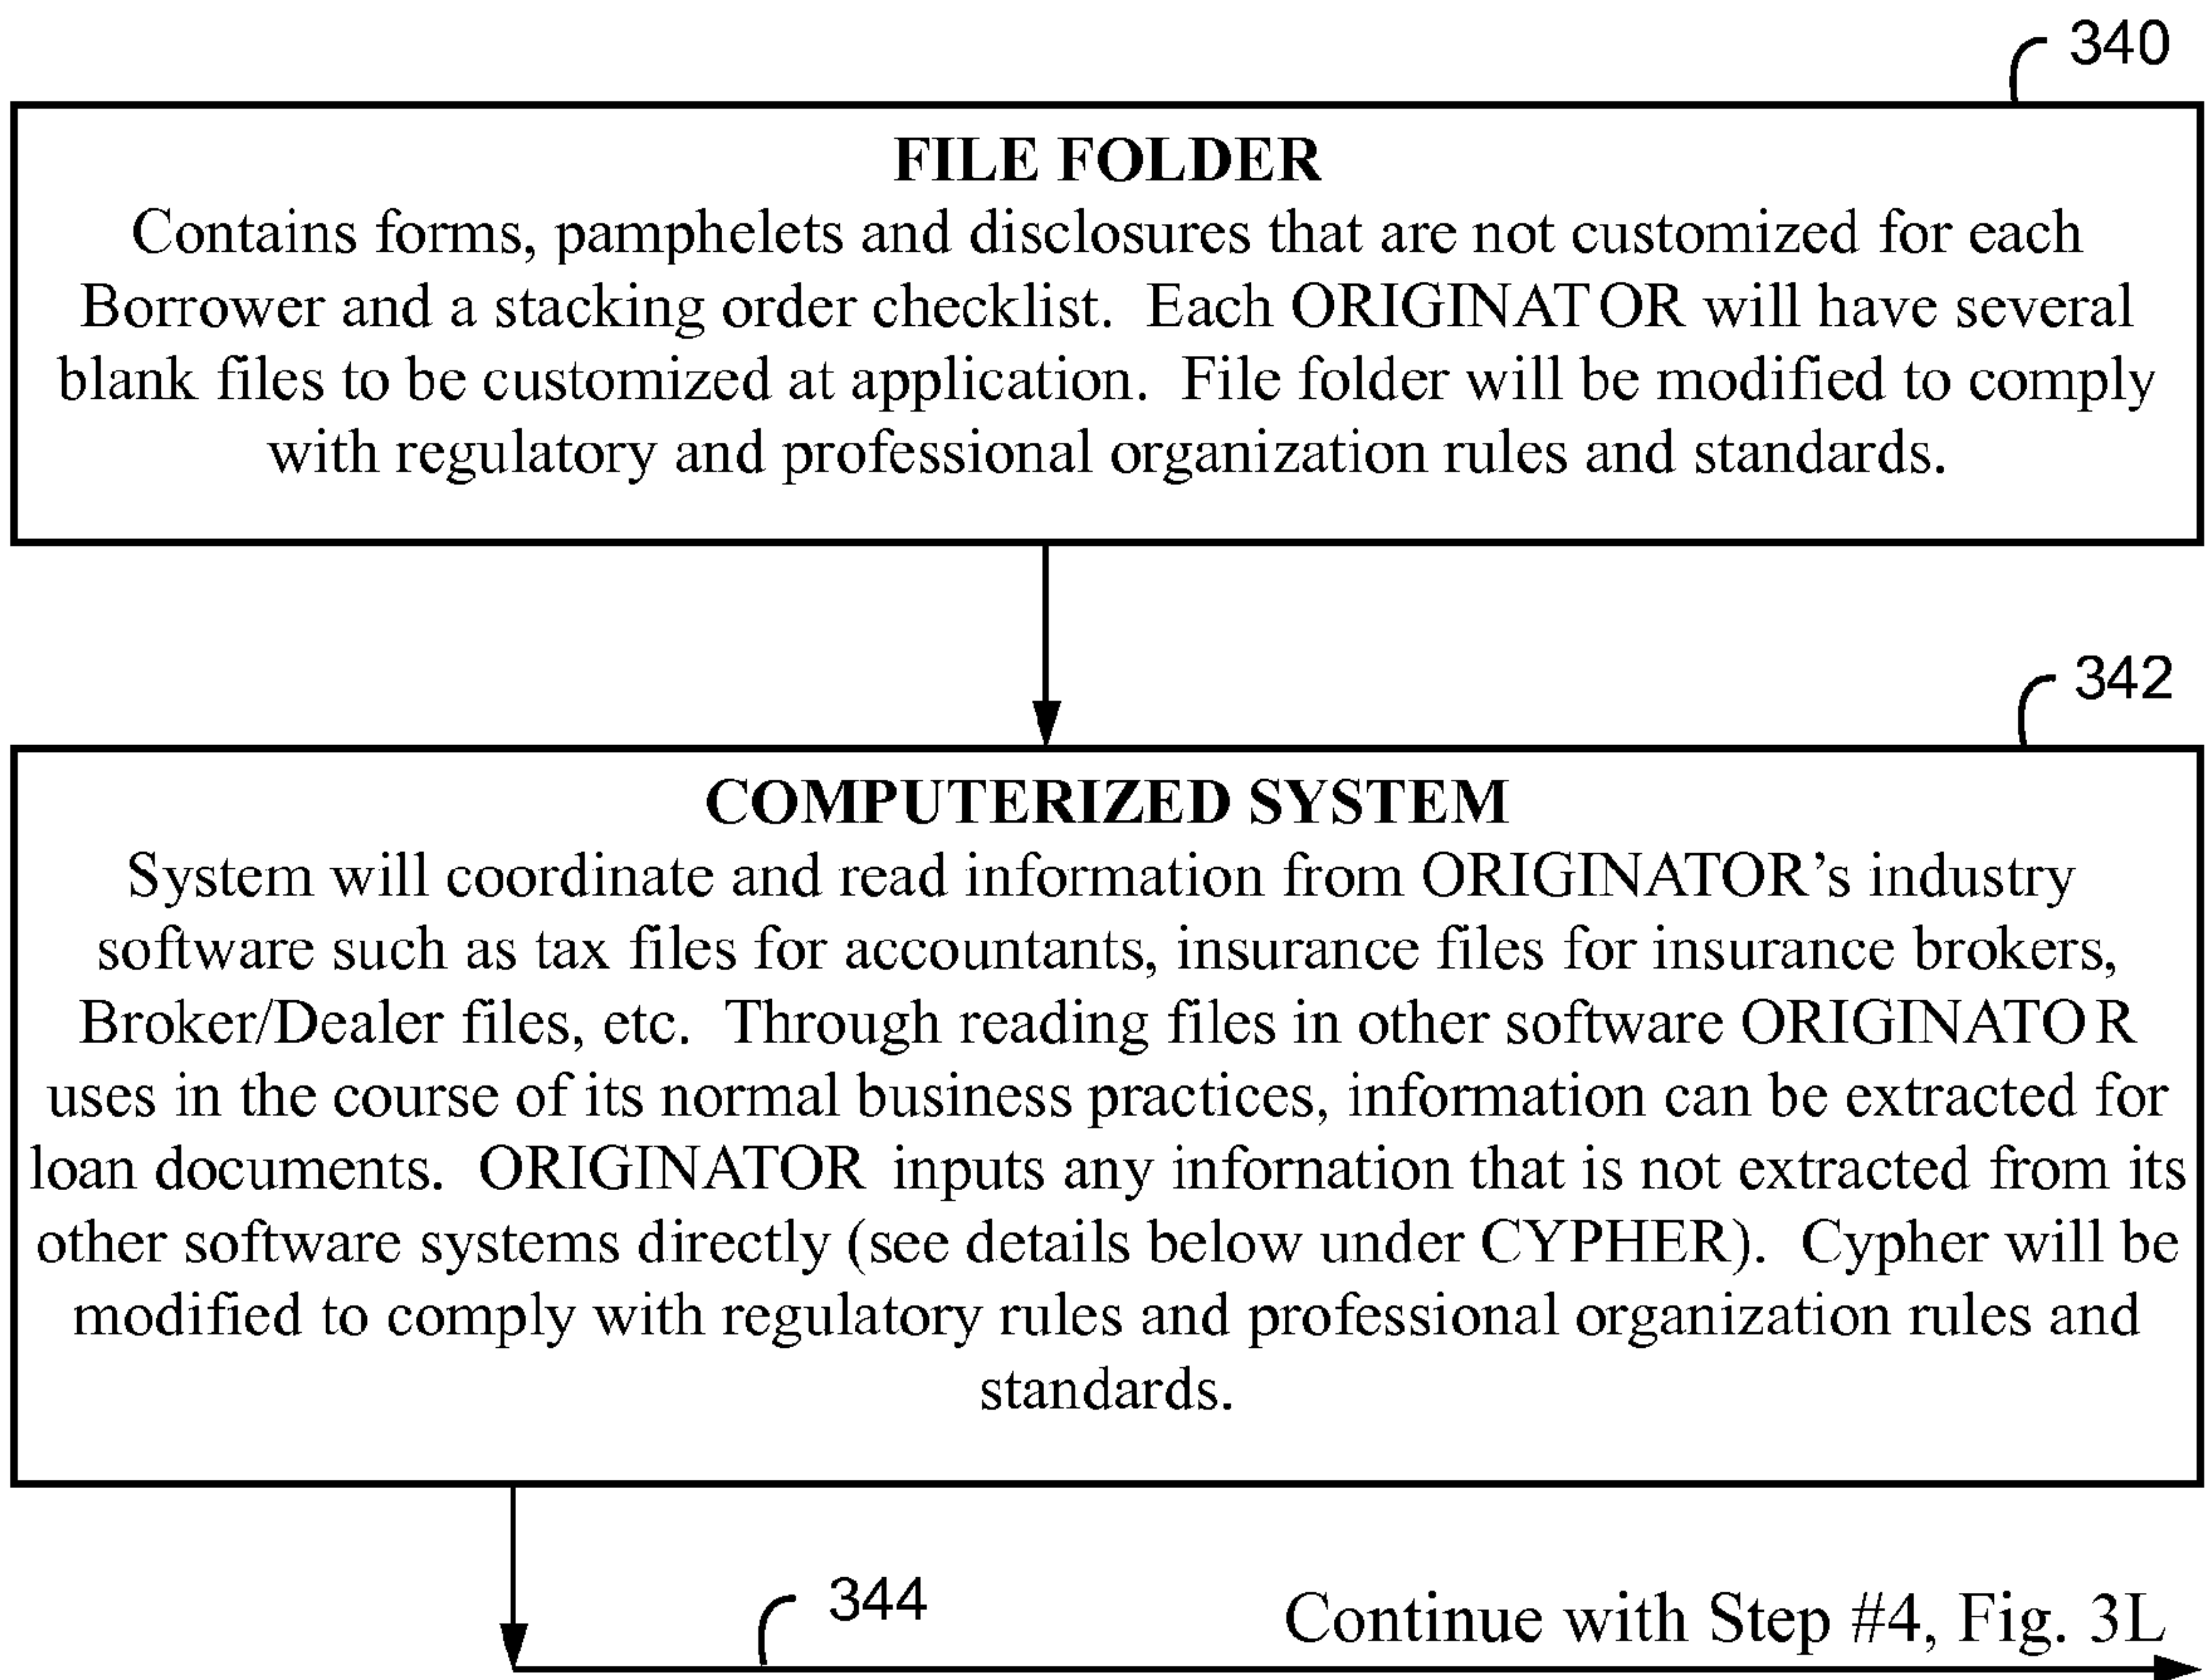 340
FILE FOLDER
Contains forms, pamphelets and disclosures that are not customized for each
Borrower and a stacking order checklist.  Each ORIGINATOR will have several
blank files to be customized at application.  File folder will be modified to comply
with regulatory and professional organization rules and standards.
342
COMPUTERIZED SYSTEM
System will coordinate and read information from ORIGINATOR’s industry
software such as tax files for accountants, insurance files for insurance brokers,
Broker/Dealer files, etc.  Through reading files in other software ORIGINATOR
uses in the course of its normal business practices, information can be extracted for
loan documents.  ORIGINATOR  inputs any infornation that is not extracted from its
other software systems directly (see details below under CYPHER).  Cypher will be
modified to comply with regulatory rules and professional organization rules and
standards.
344
Continue with Step #4, Fig. 3L